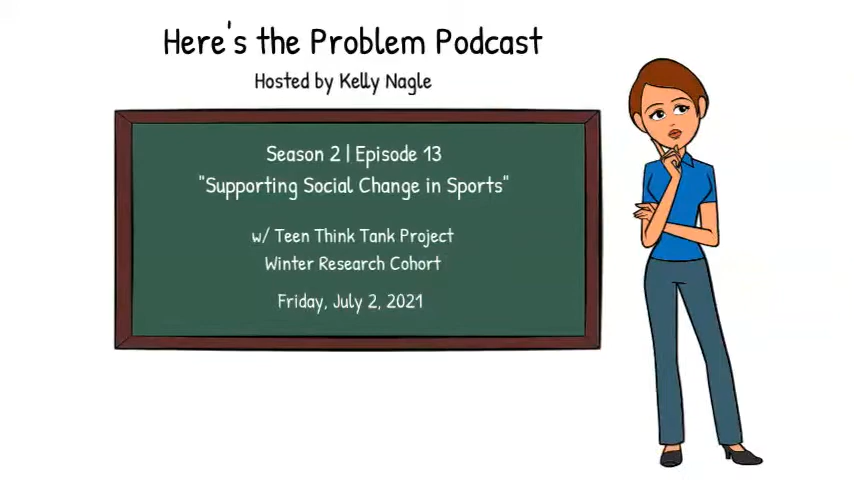 Here's the Problem Podcast
Hosted by Kelly Nagle
Season 2 | Episode 13
"Supporting Social Change in Sports"
w/ Teen Think Tank Project
Winter Research Cohort
Friday, July 2, 2021